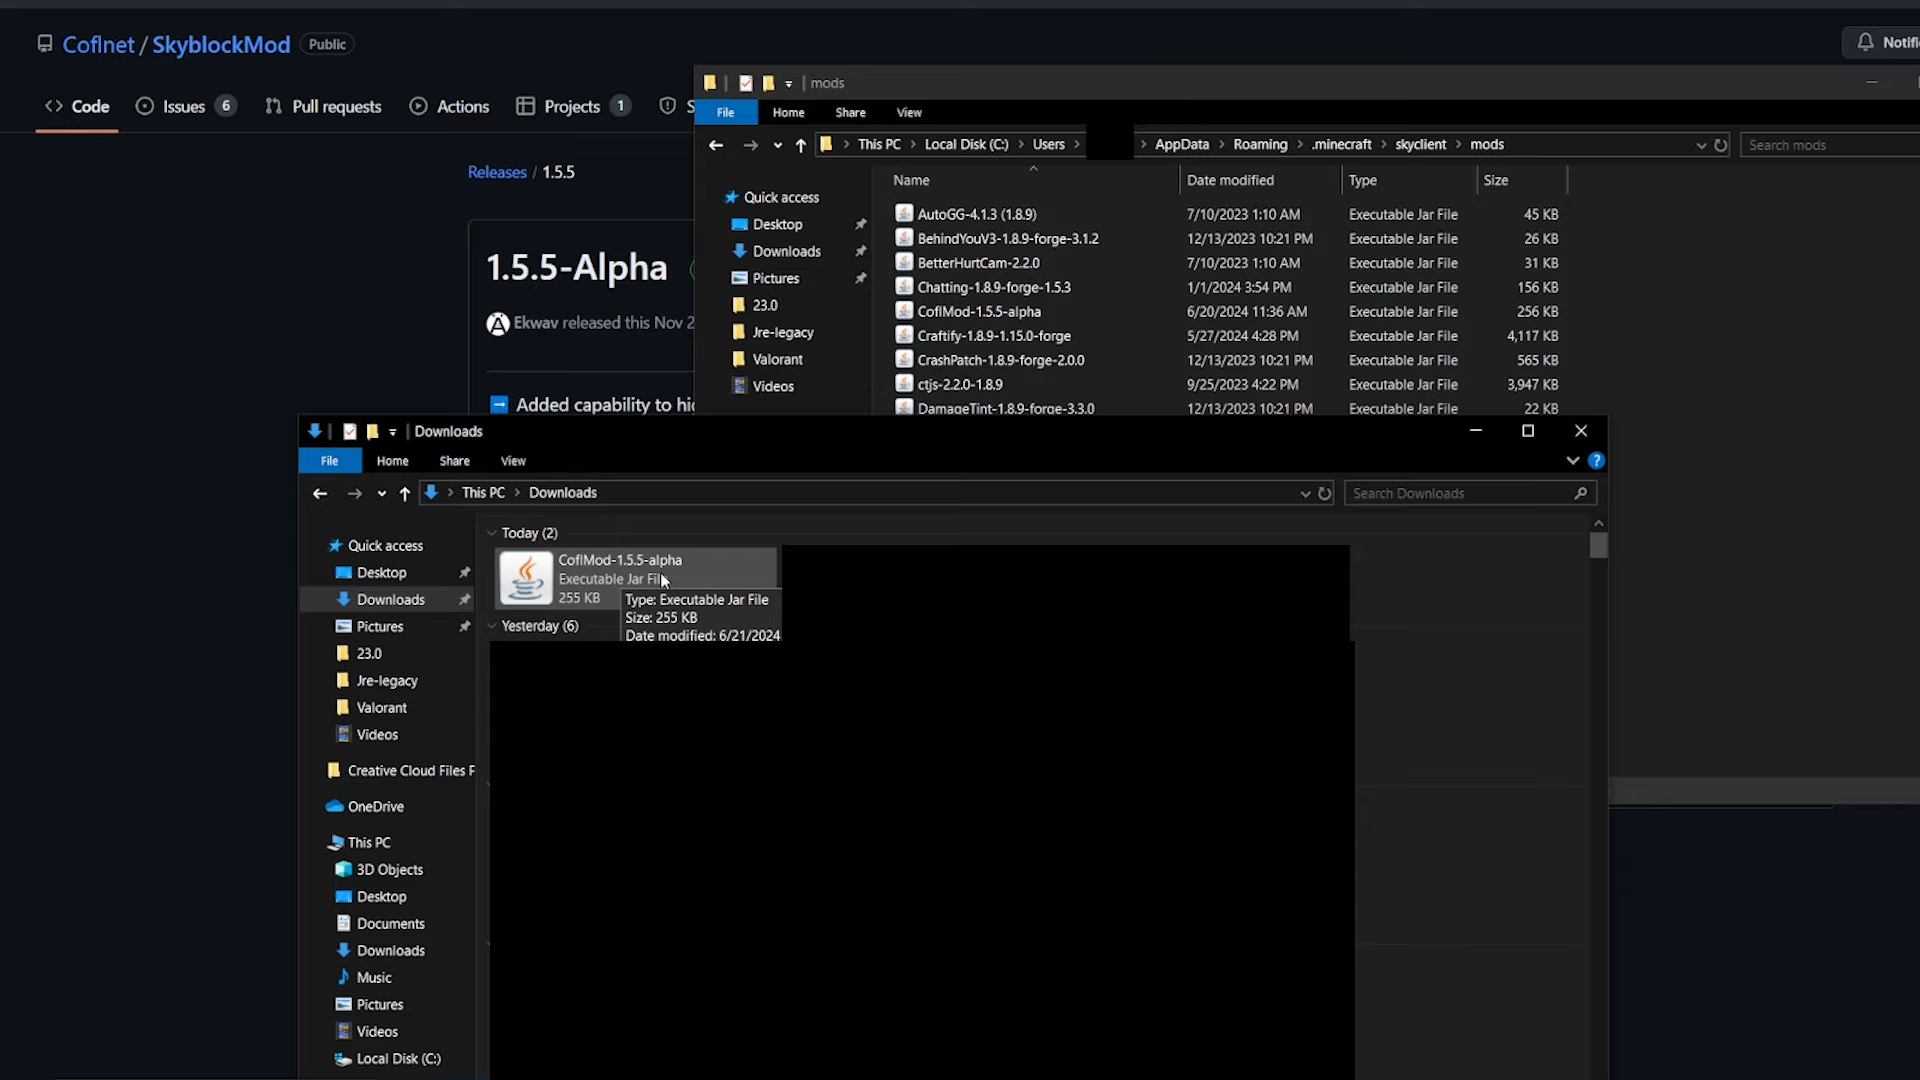 Coflnet / SkyblockMod Public
Notifi
Code Issues 6 Pull requests Actions Projects 1 S
Releases / 1.5.5
1.5.5-Alpha
Ekwav released this Nov 2
Added capability to hi
mods
File Home Share View
This PC Local Disk (C:) Users AppData Roaming .minecraft skyclient mods
Search mods
Quick access
Desktop
Downloads
Pictures
23.0
Jre-legacy
Valorant
Videos
Name Date modified Type Size
AutoGG-4.1.3 (1.8.9) 7/10/2023 1:10 AM Executable Jar File 45 KB
BehindYouV3-1.8.9-forge-3.1.2 12/13/2023 10:21 PM Executable Jar File 26 KB
BetterHurtCam-2.2.0 7/10/2023 1:10 AM Executable Jar File 31 KB
Chatting-1.8.9-forge-1.5.3 1/1/2024 3:54 PM Executable Jar File 156 KB
CoflMod-1.5.5-alpha 6/20/2024 11:36 AM Executable Jar File 256 KB
Craftify-1.8.9-1.15.0-forge 5/27/2024 4:28 PM Executable Jar File 4,117 KB
CrashPatch-1.8.9-forge-2.0.0 12/13/2023 10:21 PM Executable Jar File 565 KB
ctjs-2.2.0-1.8.9 9/25/2023 4:22 PM Executable Jar File 3,947 KB
DamageTint-1.8.9-forge-3.3.0 12/13/2023 10:21 PM Executable Jar File 22 KB
Downloads
File Home Share View
?
This PC Downloads
Search Downloads
Quick access
Desktop
Downloads
Pictures
23.0
Jre-legacy
Valorant
Videos
Creative Cloud Files F
OneDrive
This PC
3D Objects
Desktop
Documents
Downloads
Music
Pictures
Videos
Local Disk (C:)
Today (2)
CoflMod-1.5.5-alpha
Executable Jar Fil
255 KB
Type: Executable Jar File
Size: 255 KB
Date modified: 6/21/2024
Yesterday (6)